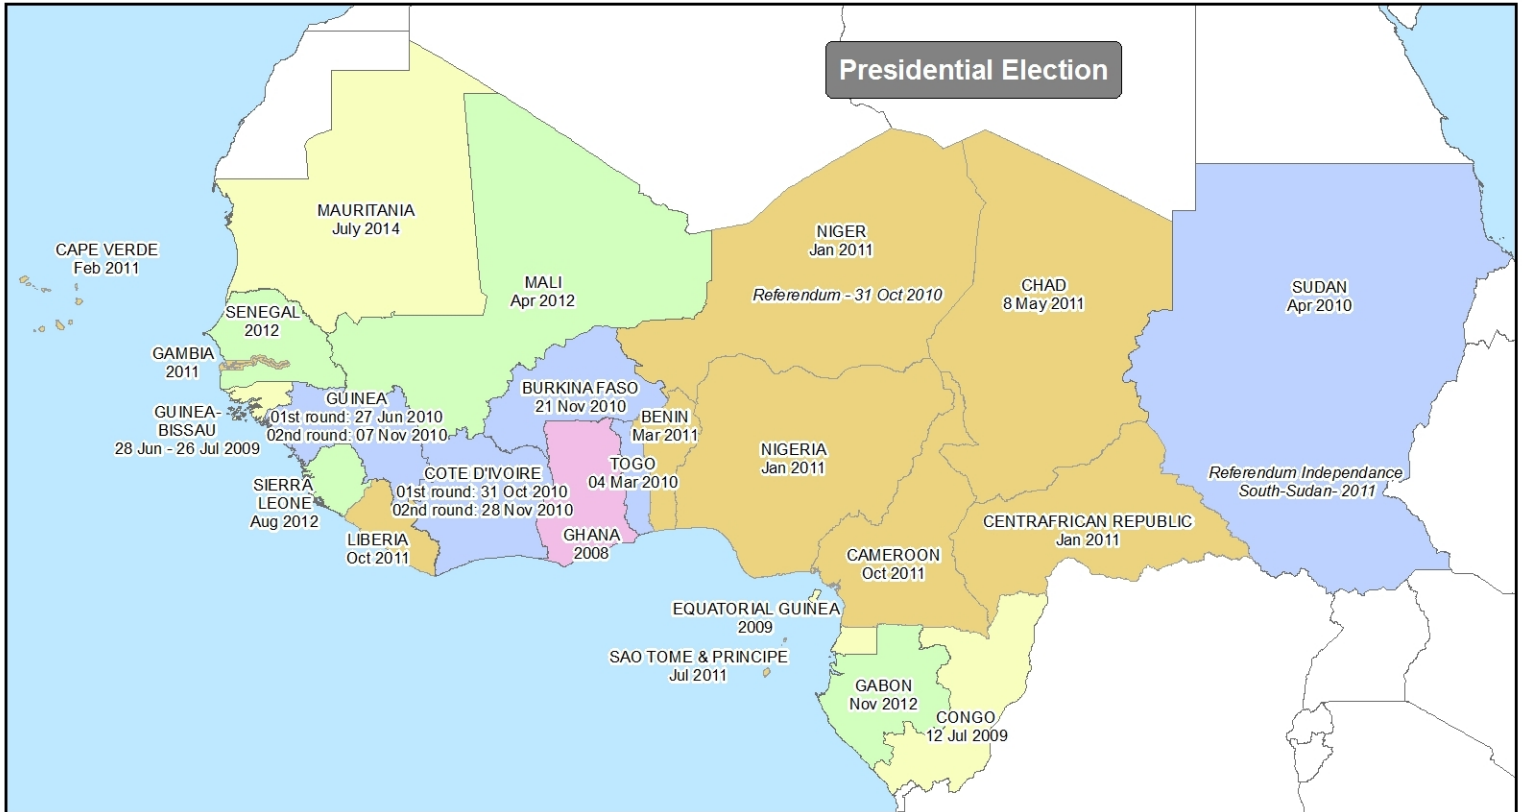 Presidential Election
MAURITANIA
July 2014
CAPE VERDE
Feb 2011
NIGER
Jan 2011
Referendum - 31 Oct 2010
MALI
Apr 2012
CHAD
8 May 2011
SUDAN
Apr 2010
SENEGAL
2012
GAMBIA
2011
GUINEA-
BISSAU
28 Jun - 26 Jul 2009
GUINEA
01st round: 27 Jun 2010
02nd round: 07 Nov 2010
BURKINA FASO
21 Nov 2010
BENIN
Mar 2011
NIGERIA
Jan 2011
TOGO
04 Mar 2010
COTE D'IVOIRE
01st round: 31 Oct 2010
02nd round: 28 Nov 2010
Referendum Independance
South-Sudan- 2011
SIERRA
LEONE
Aug 2012
LIBERIA
Oct 2011
GHANA
2008
CENTRAFRICAN REPUBLIC
Jan 2011
CAMEROON
Oct 2011
EQUATORIAL GUINEA
2009
SAO TOME & PRINCIPE
Jul 2011
GABON
Nov 2012
CONGO
12 Jul 2009